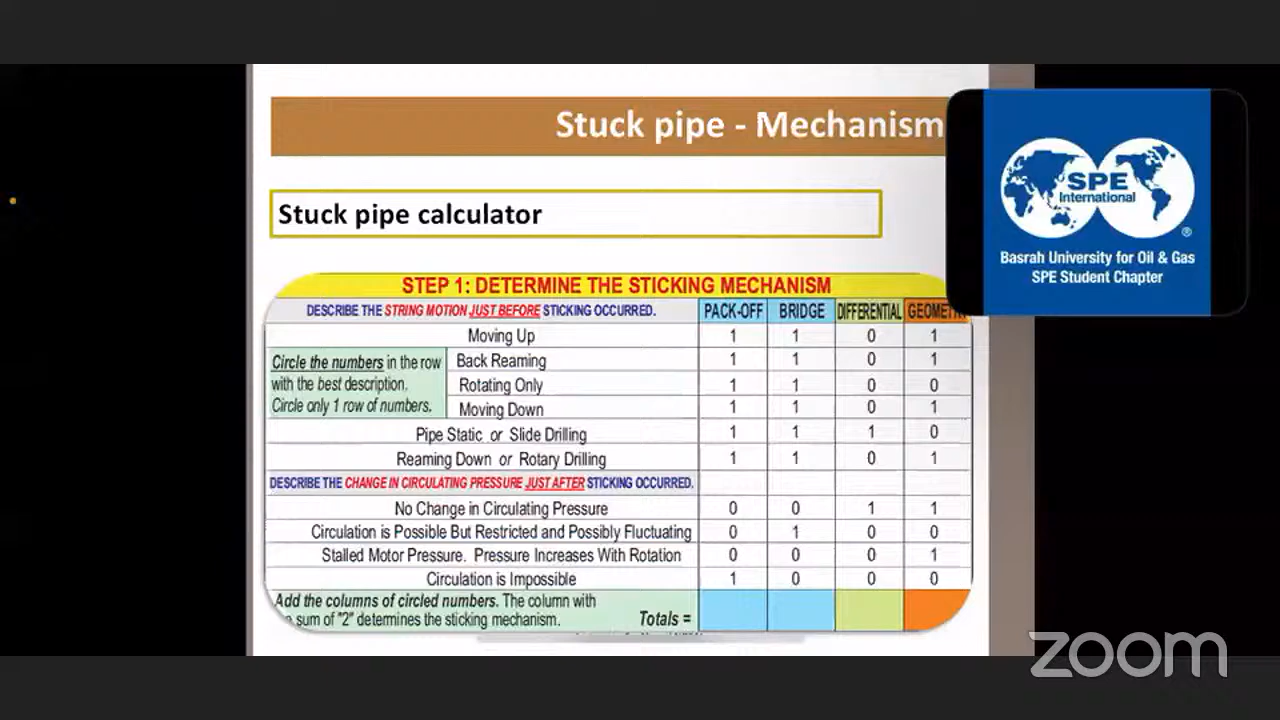 Stuck pipe - Mechanism
SPE
International
®
Basrah University for Oil & Gas
SPE Student Chapter
Stuck pipe calculator
STEP 1: DETERMINE THE STICKING MECHANISM
DESCRIBE THE STRING MOTION JUST BEFORE STICKING OCCURRED. PACK-OFF BRIDGE DIFFERENTIAL
Moving Up 1 1 0 1
Circle the numbers in the row
with the best description.
Circle only 1 row of numbers.
Back Reaming 1 1 0 1
Rotating Only 1 1 0 0
Moving Down 1 1 0 1
Pipe Static or Slide Drilling 1 1 1 0
Reaming Down or Rotary Drilling 1 1 0 1
DESCRIBE THE CHANGE IN CIRCULATING PRESSURE JUST AFTER STICKING OCCURRED.
No Change in Circulating Pressure 0 0 1 1
Circulation is Possible But Restricted and Possibly Fluctuating 0 1 0 0
Stalled Motor Pressure. Pressure Increases With Rotation 0 0 0 1
Circulation is Impossible 1 0 0 0
Add the columns of circled numbers. The column with
sum of "2" determines the sticking mechanism. Totals =
zoom